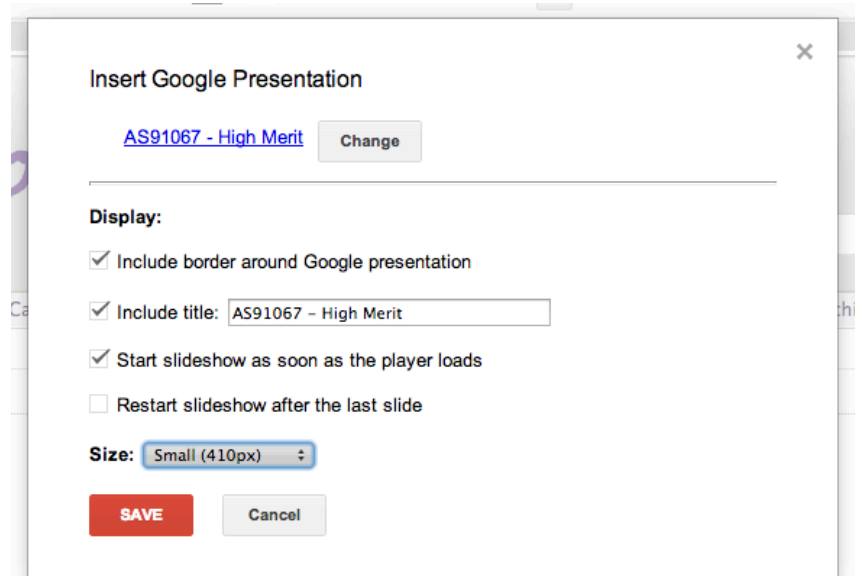 Insert Google Presentation
AS91067 - High Merit Change
Display:
Include border around Google presentation
Include title: AS91067 – High Merit
Start slideshow as soon as the player loads
Restart slideshow after the last slide
Size: Small (410px)
SAVE Cancel